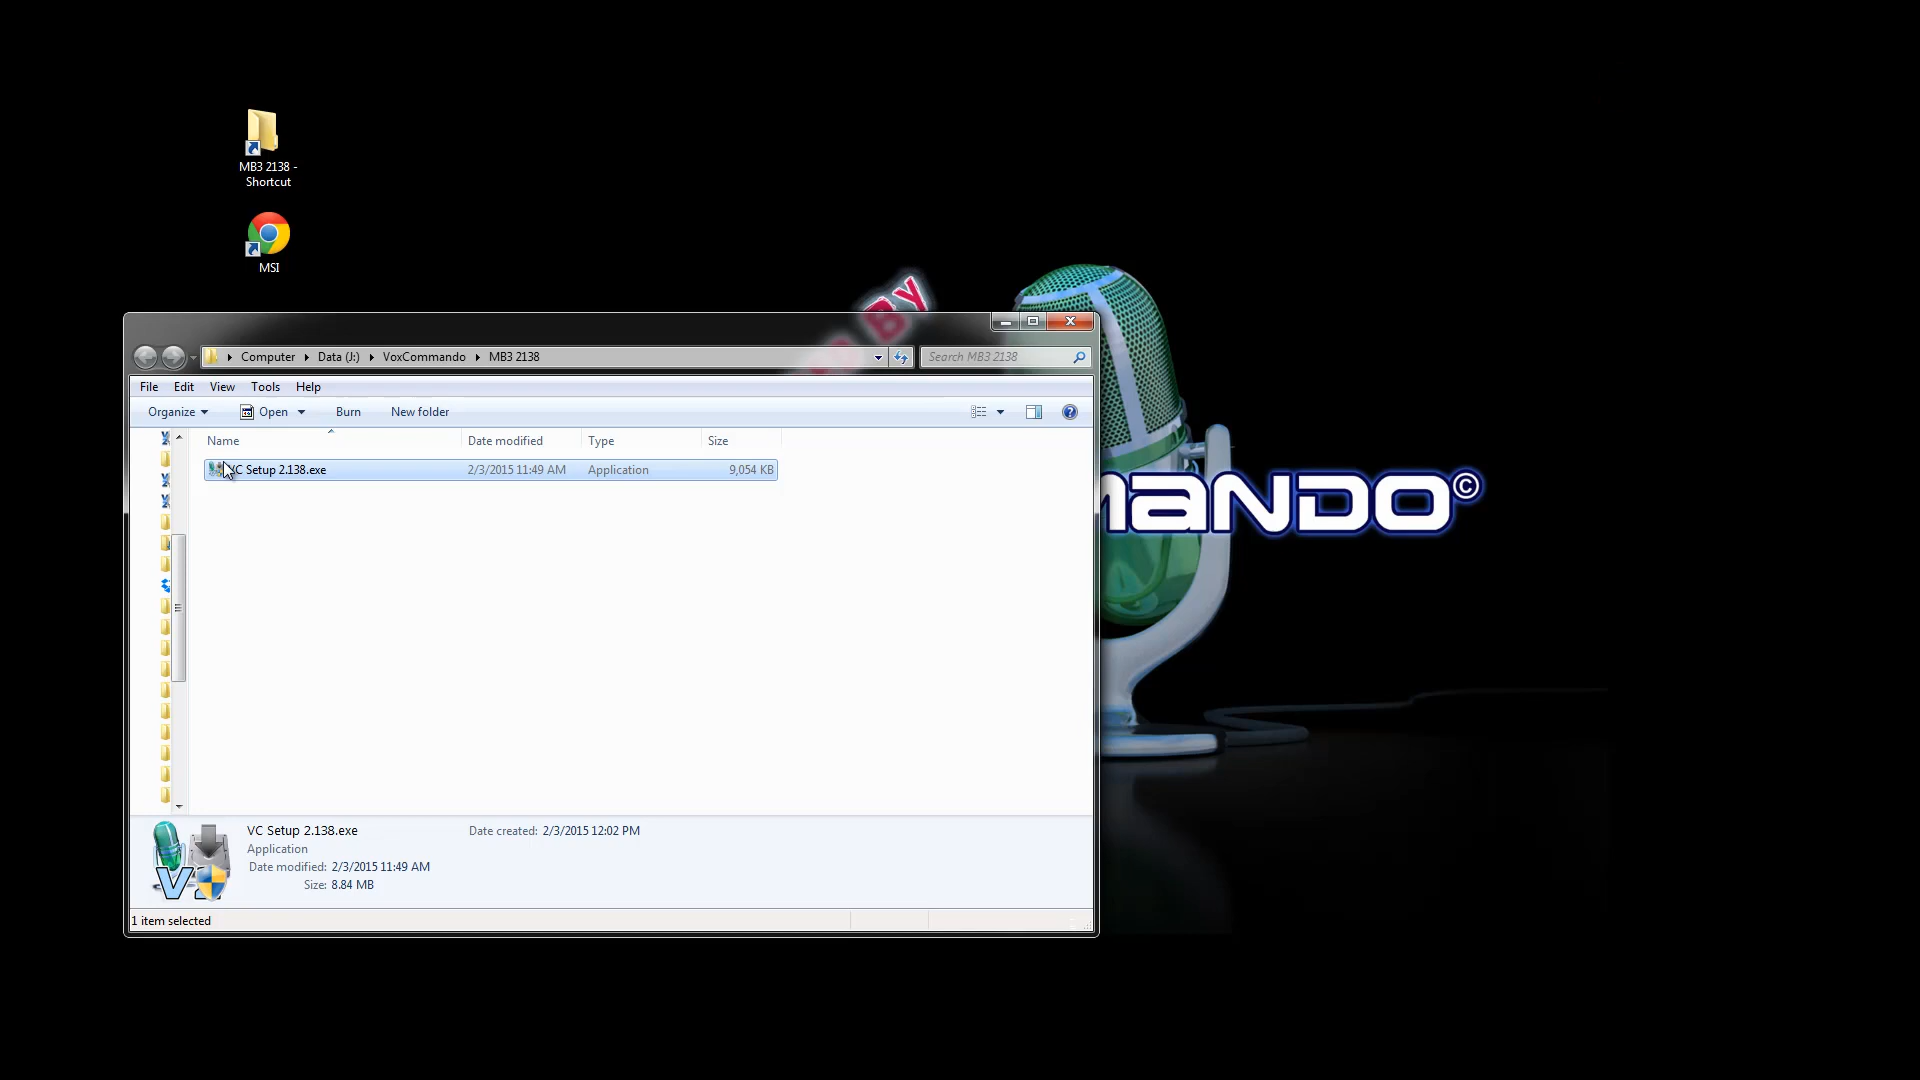 MB3 2138 -
Shortcut
MSI
By
Computer Data (J:) VoxCommando MB3 2138
Search MB3 2138
File Edit View Tools Help
Organize Open Burn New folder
Name Date modified Type Size
VC Setup 2.138.exe 2/3/2015 11:49 AM Application 9,054 KB
MANDO©
VC Setup 2.138.exe Date created: 2/3/2015 12:02 PM
Application
Date modified: 2/3/2015 11:49 AM
Size: 8.84 MB
1 item selected